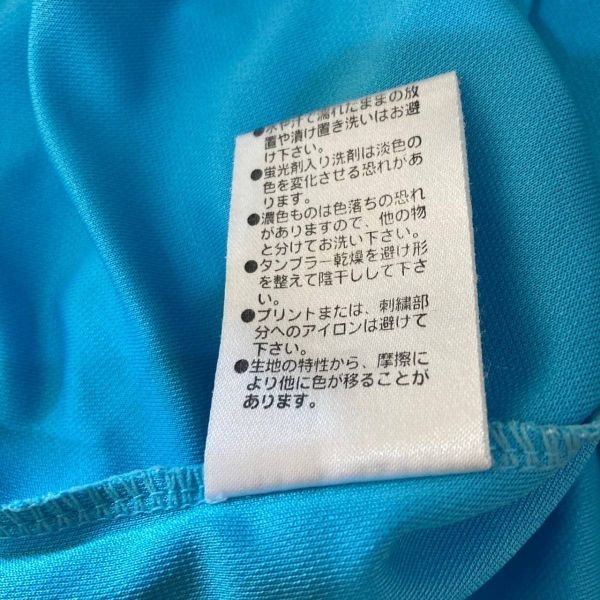 ●水や汗で濡れたままの放
置や漬け置き洗いはお避
け下さい。
●蛍光剤入り洗剤は淡色の
色を変化させる恐れがあ
ります。
●濃色ものは色落ちの恐れ
がありますので、他の物
と分けてお洗い下さい。
●タンブラー乾燥を避け形
を整えて陰干しして下さ
い。
●プリントまたは、刺繍部
分へのアイロンは避けて
下さい。
●生地の特性から、摩擦に
より他に色が移ることが
あります。